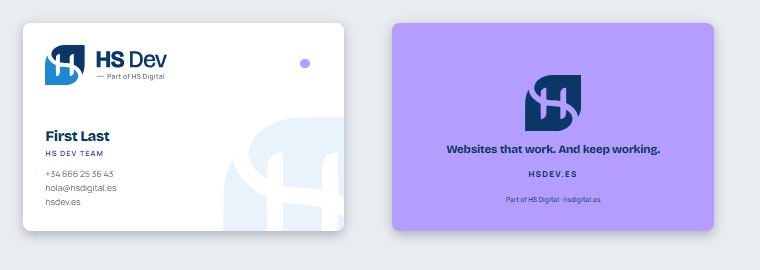 HS Dev
— Part of HS Digital
First Last
HS DEV TEAM
+34 666 25 36 43
hola@hsdigital.es
hsdev.es
Websites that work. And keep working.
HSDEV.ES
Part of HS Digital · hsdigital.es